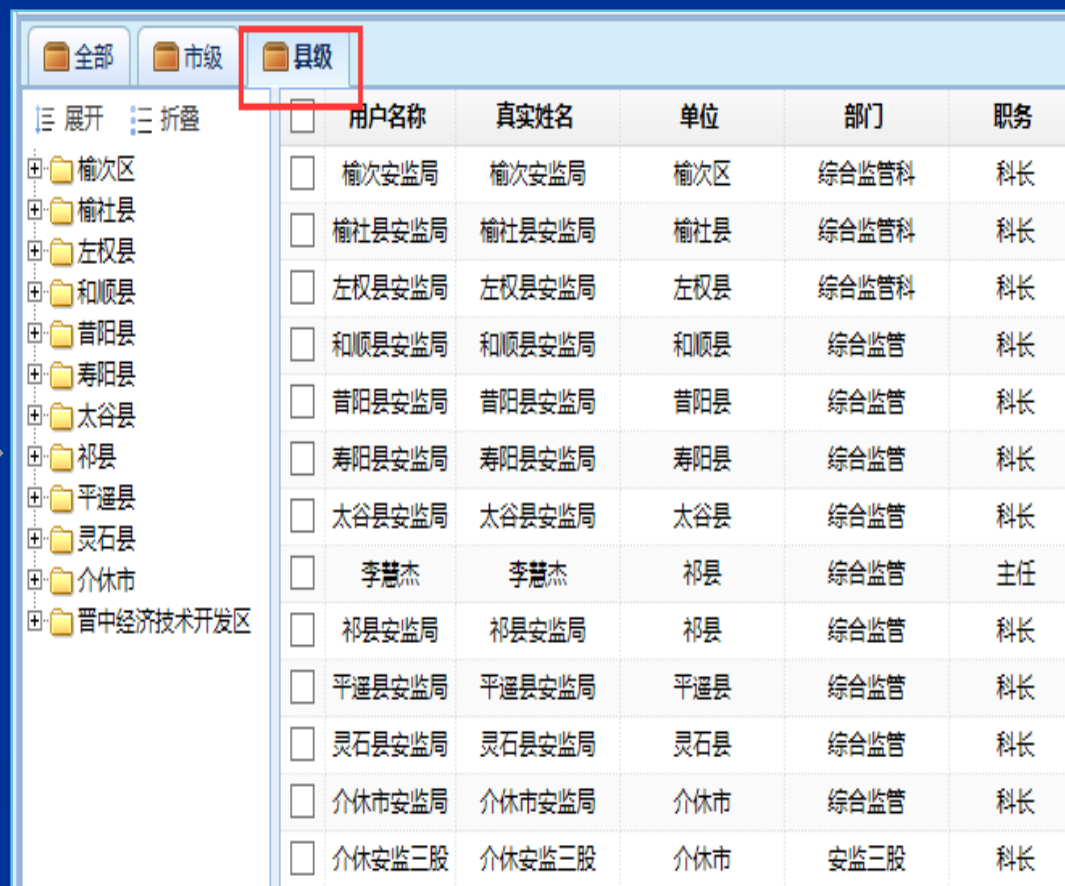 全部 市级 县级
展开 折叠
榆次区
榆社县
左权县
和顺县
昔阳县
寿阳县
太谷县
祁县
平遥县
灵石县
介休市
晋中经济技术开发区
用户名称 真实姓名 单位 部门 职务
榆次安监局 榆次安监局 榆次区 综合监管科 科长
榆社县安监局 榆社县安监局 榆社县 综合监管科 科长
左权县安监局 左权县安监局 左权县 综合监管科 科长
和顺县安监局 和顺县安监局 和顺县 综合监管 科长
昔阳县安监局 昔阳县安监局 昔阳县 综合监管 科长
寿阳县安监局 寿阳县安监局 寿阳县 综合监管 科长
太谷县安监局 太谷县安监局 太谷县 综合监管 科长
李慧杰 李慧杰 祁县 综合监管 主任
祁县安监局 祁县安监局 祁县 综合监管 科长
平遥县安监局 平遥县安监局 平遥县 综合监管 科长
灵石县安监局 灵石县安监局 灵石县 综合监管 科长
介休市安监局 介休市安监局 介休市 综合监管 科长
介休安监三股 介休安监三股 介休市 安监三股 科长